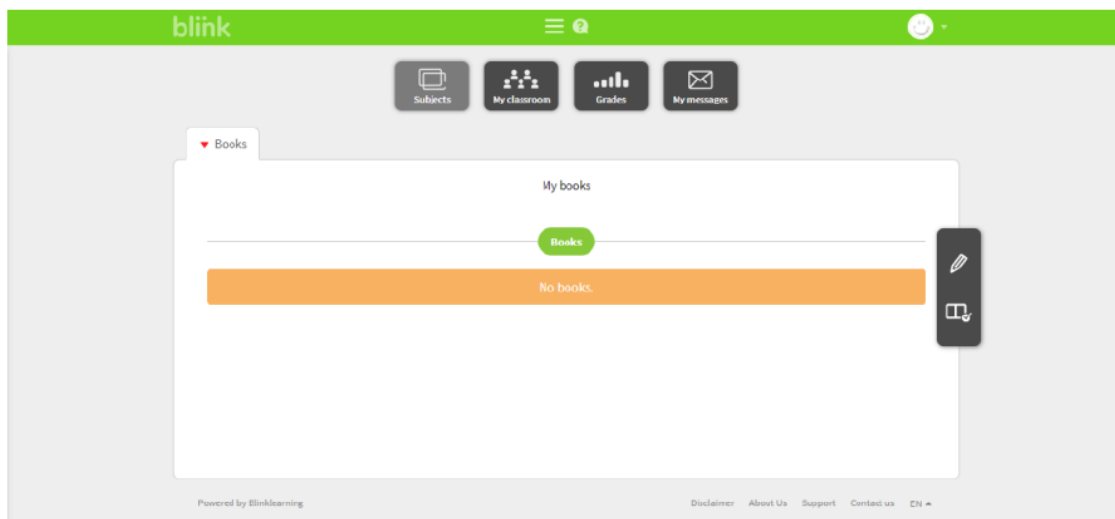 blink
Subjects My classroom Grades My messages
Books
My books
Books
No books.
Powered by Blinklearning Disclaimer About Us Support Contact us EN